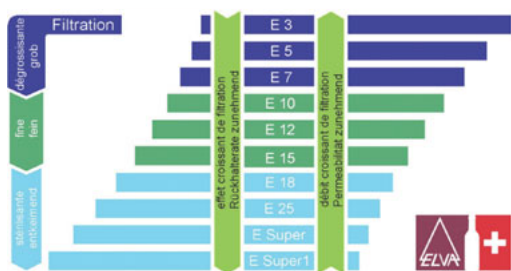 Filtration
dégrossisante
grob
fine
fein
stérilisante
entkeimend
effet croissant de filtration
Rückhalterate zunehmend
E 3
E 5
E 7
E 10
E 12
E 15
E 18
E 25
E Super
E Super1
débit croissant de filtration
Permeabilität zunehmend
ELVA